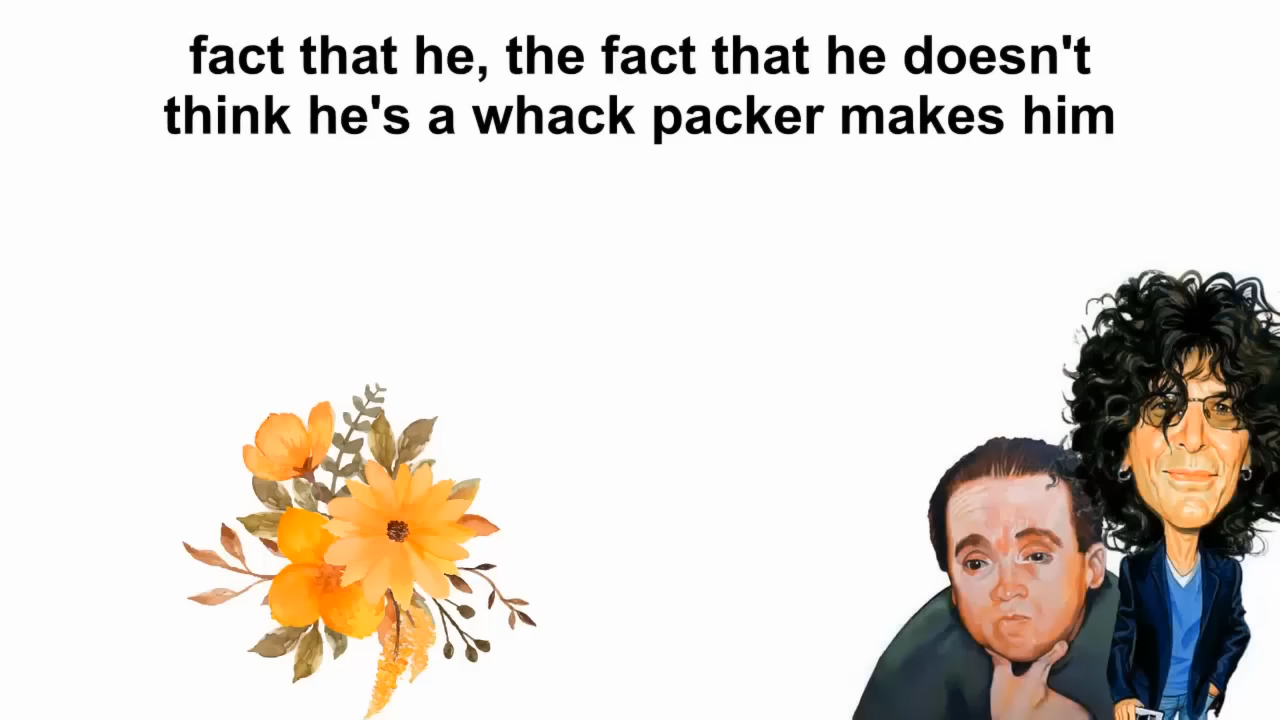 fact that he, the fact that he doesn't
think he's a whack packer makes him